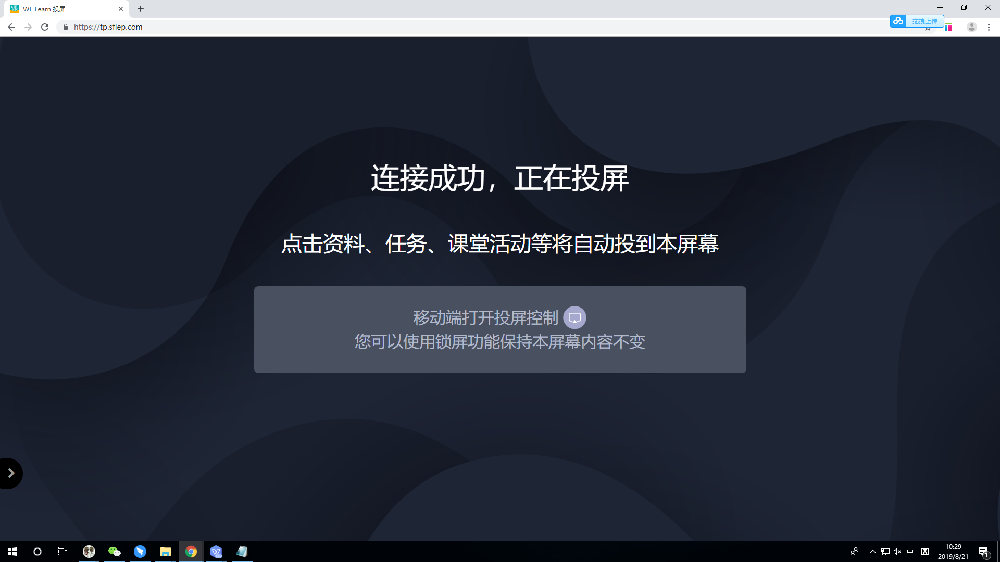 WE Learn 投屏
https://tp.sflep.com
拖拽上传
连接成功，正在投屏
点击资料、任务、课堂活动等将自动投到本屏幕
移动端打开投屏控制
您可以使用锁屏功能保持本屏幕内容不变
中
M
10:29
2019/8/21
1